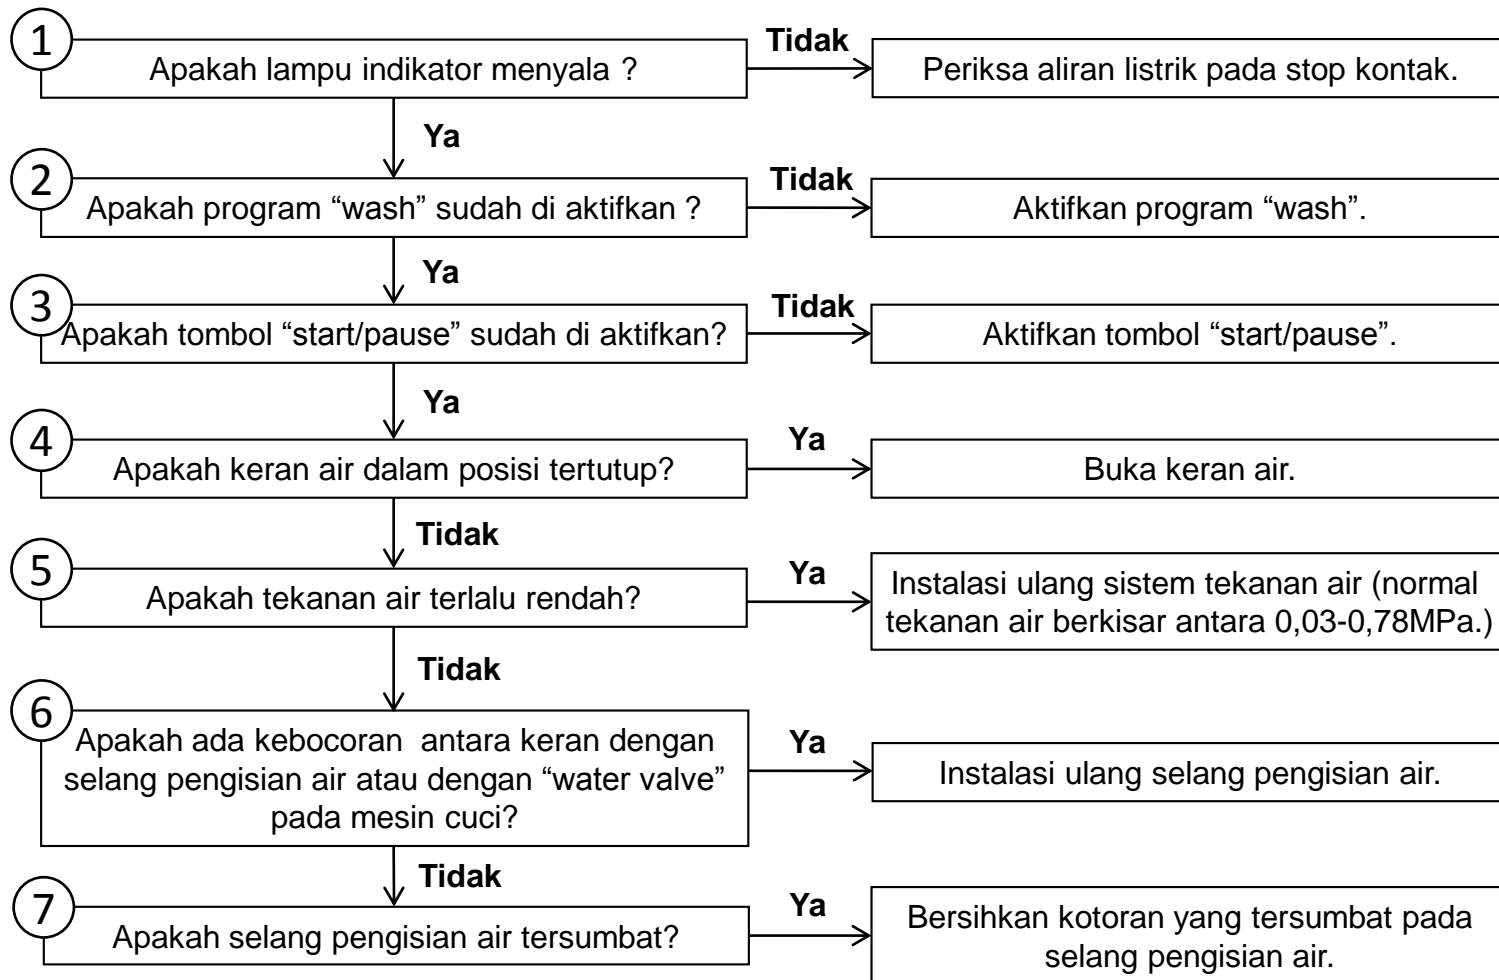 1
Apakah lampu indikator menyala ?
Tidak
Periksa aliran listrik pada stop kontak.
Ya
2
Apakah program “wash” sudah di aktifkan ?
Tidak
Aktifkan program “wash”.
Ya
3
Apakah tombol “start/pause” sudah di aktifkan?
Tidak
Aktifkan tombol “start/pause”.
Ya
4
Apakah keran air dalam posisi tertutup?
Ya
Buka keran air.
Tidak
5
Apakah tekanan air terlalu rendah?
Ya
Instalasi ulang sistem tekanan air (normal
tekanan air berkisar antara 0,03-0,78MPa.)
Tidak
6
Apakah ada kebocoran  antara keran dengan
selang pengisian air atau dengan “water valve”
pada mesin cuci?
Ya
Instalasi ulang selang pengisian air.
Tidak
7
Apakah selang pengisian air tersumbat?
Ya
Bersihkan kotoran yang tersumbat pada
selang pengisian air.